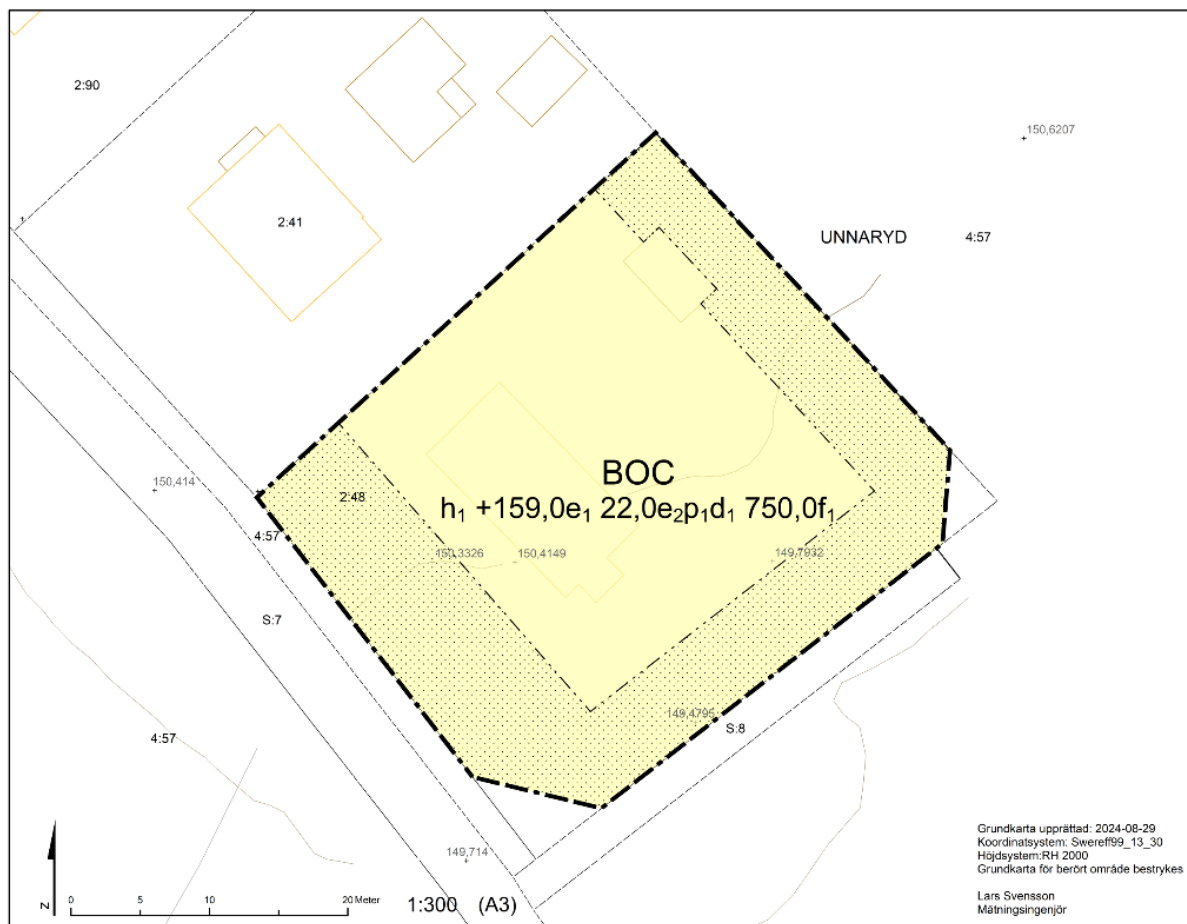 2:90
150,6207
2:41
UNNARYD 4:57
1
BOC
h₁ +159,0e₁ 22,0e₂p₁d₁ 750,0f₁
150,414
2:48
4:57
150,3326
150,4149
149,7932
S:7
149,4795
S:8
4:57
149,714
N
0 5 10 20 Meter
1:300 (A3)
Grundkarta upprättad: 2024-08-29
Koordinatsystem: Swereff99_13_30
Höjdsystem:RH 2000
Grundkarta för berört område bestrykes
Lars Svensson
Mätningsingenjör